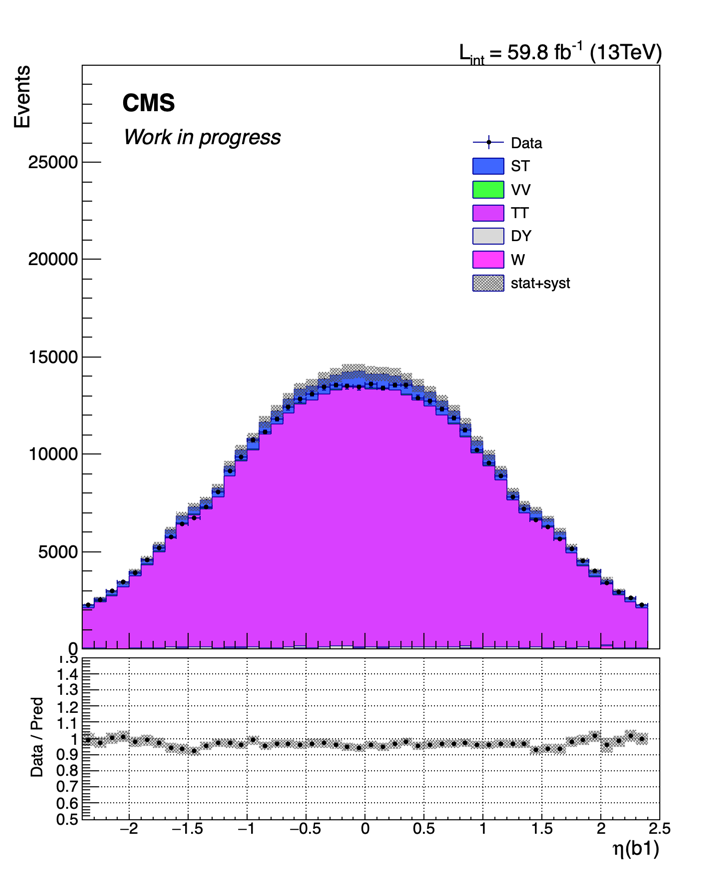 L_int = 59.8 fb⁻¹ (13TeV)
Events
CMS
Work in progress
Data
ST
VV
TT
DY
W
stat+syst
25000
20000
15000
10000
5000
0
1.5
1.4
1.3
1.2
1.1
1
0.9
0.8
0.7
0.6
0.5
Data / Pred
−2 −1.5 −1 −0.5 0 0.5 1 1.5 2 2.5
η(b1)